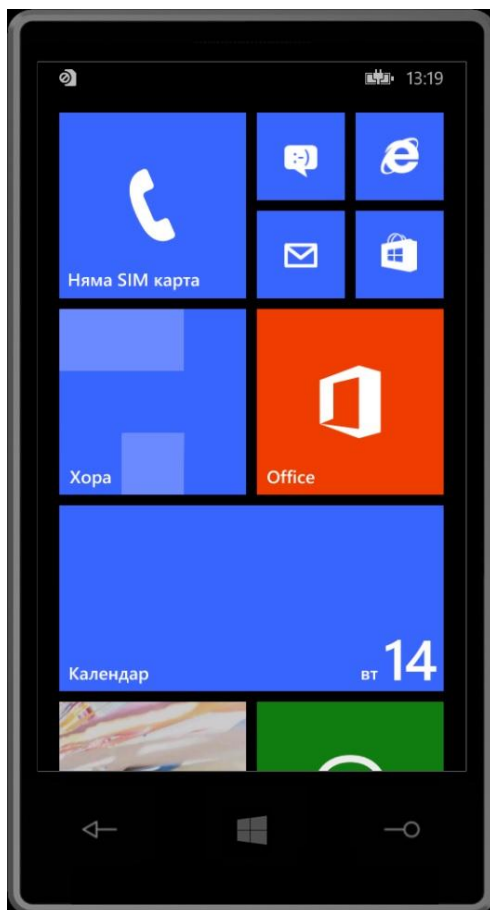 13:19
:-)
Няма SIM карта
Хора
Office
Календар
вт 14